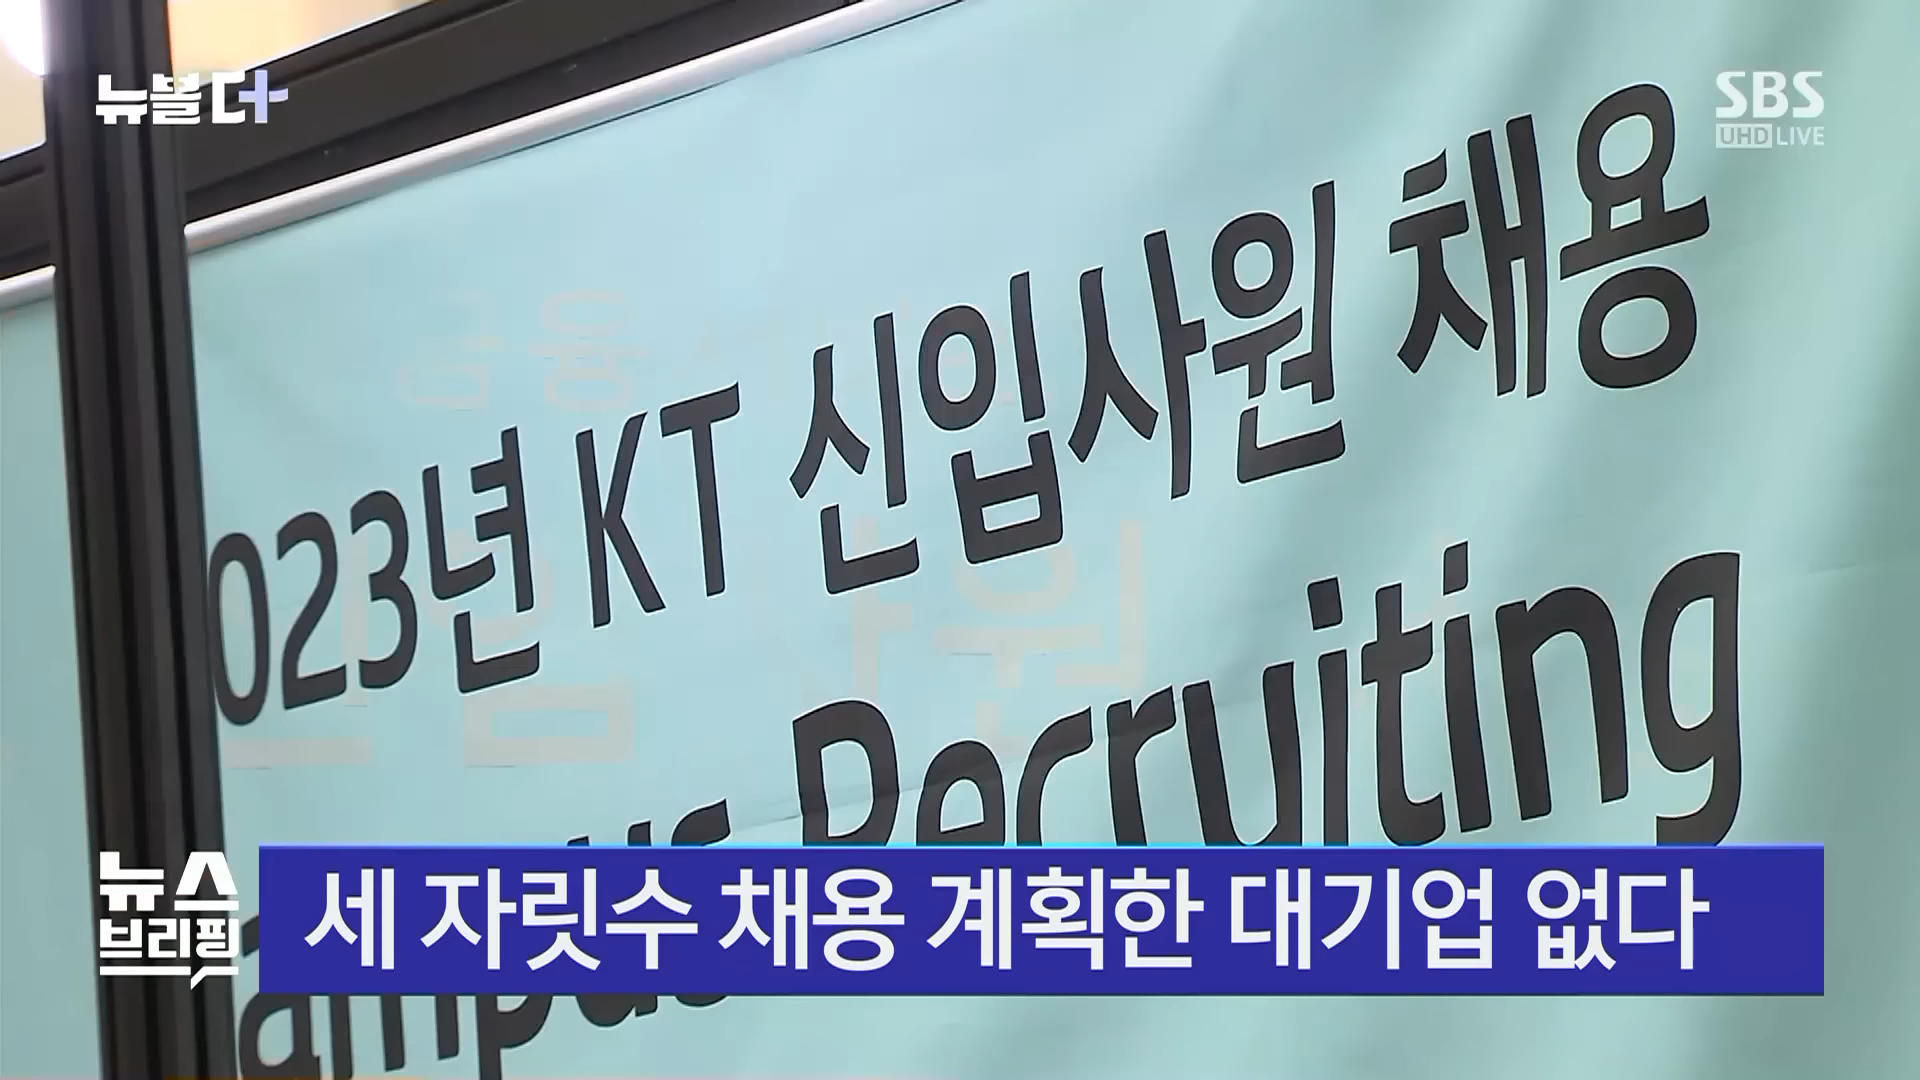 뉴블더+
SBS
UHD LIVE
023년 KT 신입사원 채용
Campus Recruiting
뉴스
브리핑
세 자릿수 채용 계획한 대기업 없다